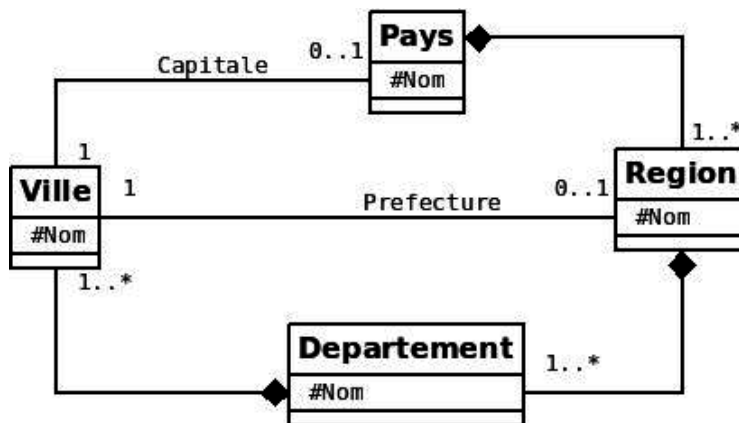 Pays
#Nom
0..1
Capitale
1..*
1
Ville
#Nom
1
Prefecture
0..1
Region
#Nom
1..*
Departement
#Nom
1..*